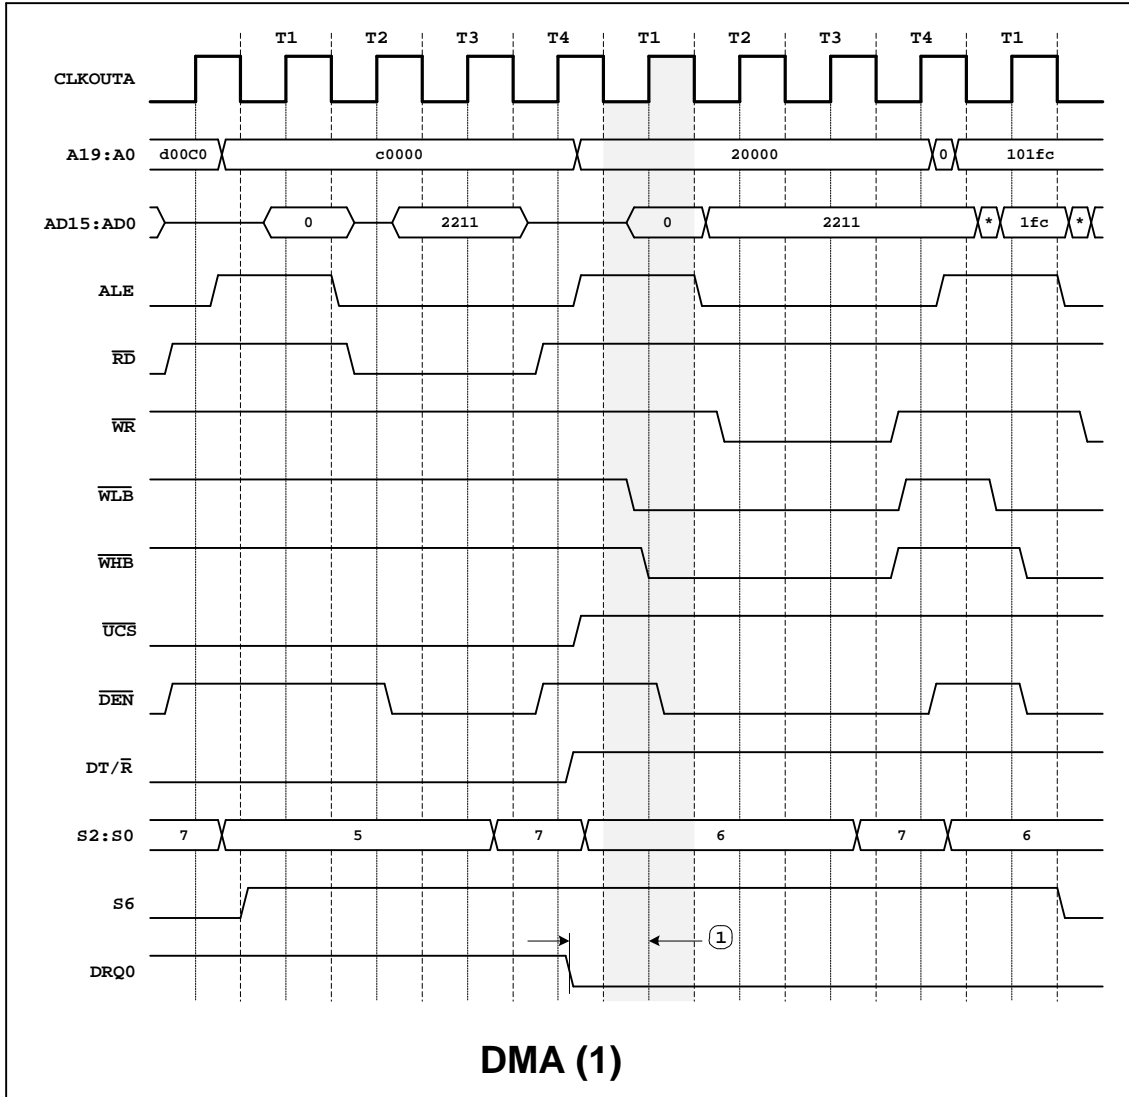 T1 T2 T3 T4 T1 T2 T3 T4 T1
CLKOUTA
A19:A0 d00C0 c0000 20000 0 101fc
AD15:AD0 0 2211 0 2211 * 1fc *
ALE
RD
WR
WLB
WHB
UCS
DEN
DT/R
S2:S0 7 5 7 6 7 6
S6
1
DRQ0
DMA (1)